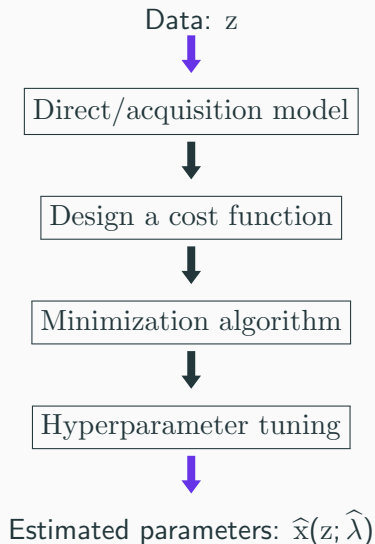 Data: z
Direct/acquisition model
Design a cost function
Minimization algorithm
Hyperparameter tuning
Estimated parameters: x̂(z; λ̂)